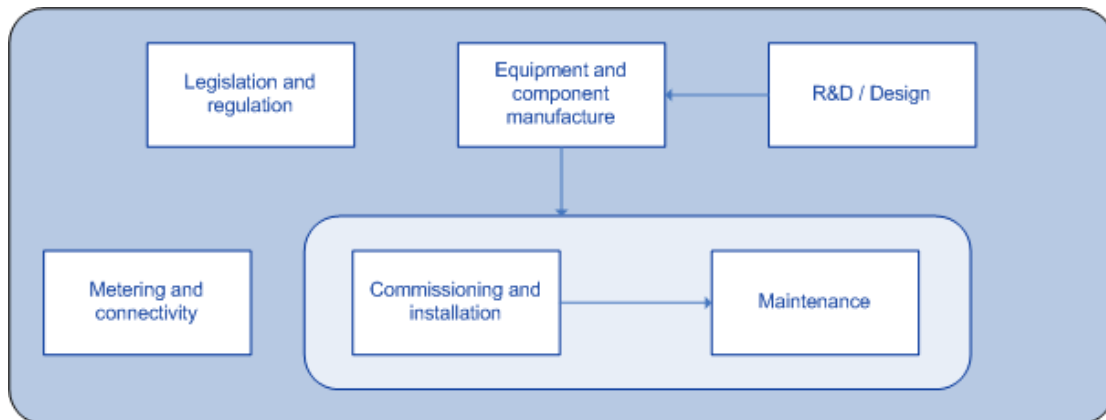 Legislation and
regulation
Equipment and
component
manufacture
R&D / Design
Metering and
connectivity
Commissioning and
installation
Maintenance